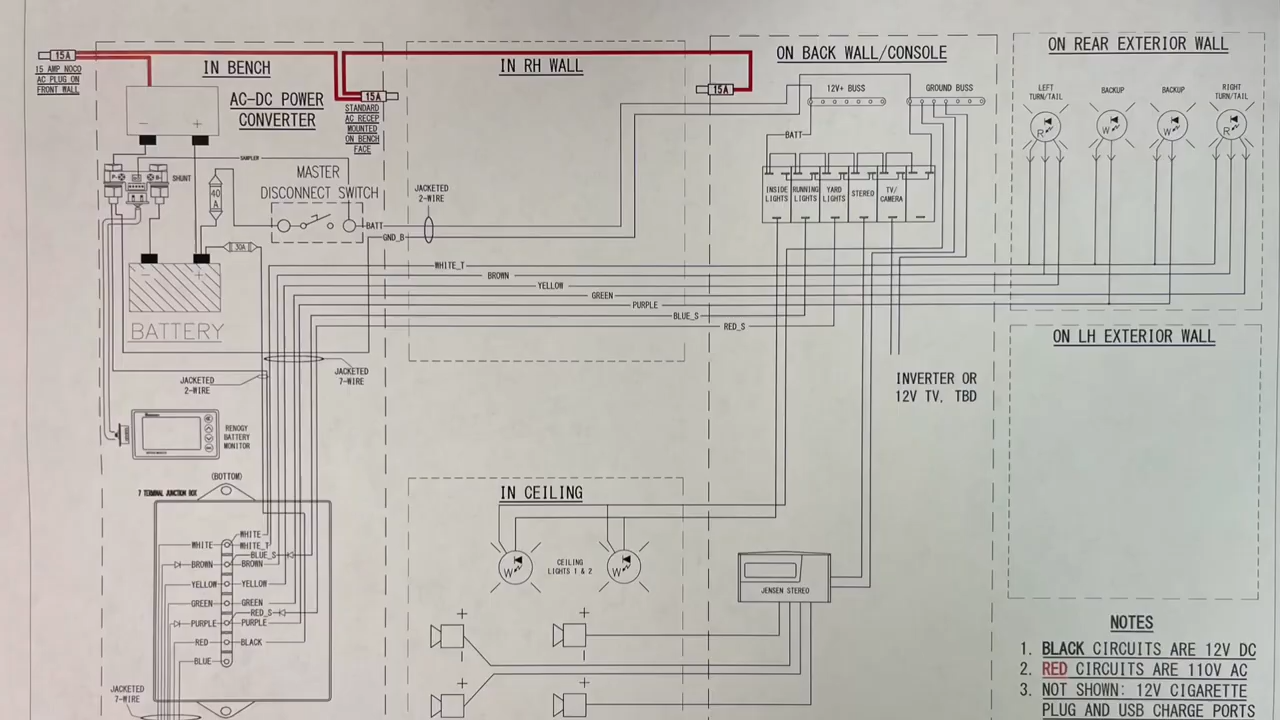 15A
15 AMP NOCO
AC PLUG ON
FRONT WALL
IN BENCH
AC-DC POWER
CONVERTER
15A
STANDARD
AC RECEP
MOUNTED
ON BENCH
FACE
IN RH WALL
15A
ON BACK WALL/CONSOLE
12V+ BUSS
GROUND BUSS
BATT
INSIDE
LIGHTS
RUNNING
LIGHTS
YARD
LIGHTS
STEREO
TV/
CAMERA
ON REAR EXTERIOR WALL
LEFT
TURN/TAIL
BACKUP
BACKUP
RIGHT
TURN/TAIL
R
W
W
R
SHUNT
40
A
30A
MASTER
DISCONNECT SWITCH
BATT
GND_B
JACKETED
2-WIRE
BATTERY
WHITE_T
BROWN
YELLOW
GREEN
PURPLE
BLUE_S
RED_S
JACKETED
2-WIRE
JACKETED
7-WIRE
INVERTER OR
12V TV, TBD
ON LH EXTERIOR WALL
RENOGY
BATTERY
MONITOR
(BOTTOM)
7 TERMINAL JUNCTION BOX
WHITE
WHITE
WHITE_T
BLUE_S
BROWN
BROWN
YELLOW
YELLOW
GREEN
GREEN
RED_S
PURPLE
PURPLE
RED
BLACK
BLUE
JACKETED
7-WIRE
IN CEILING
W
CEILING
LIGHTS 1 & 2
W
JENSEN STEREO
NOTES
1. BLACK CIRCUITS ARE 12V DC
2. RED CIRCUITS ARE 110V AC
3. NOT SHOWN: 12V CIGARETTE
PLUG AND USB CHARGE PORTS